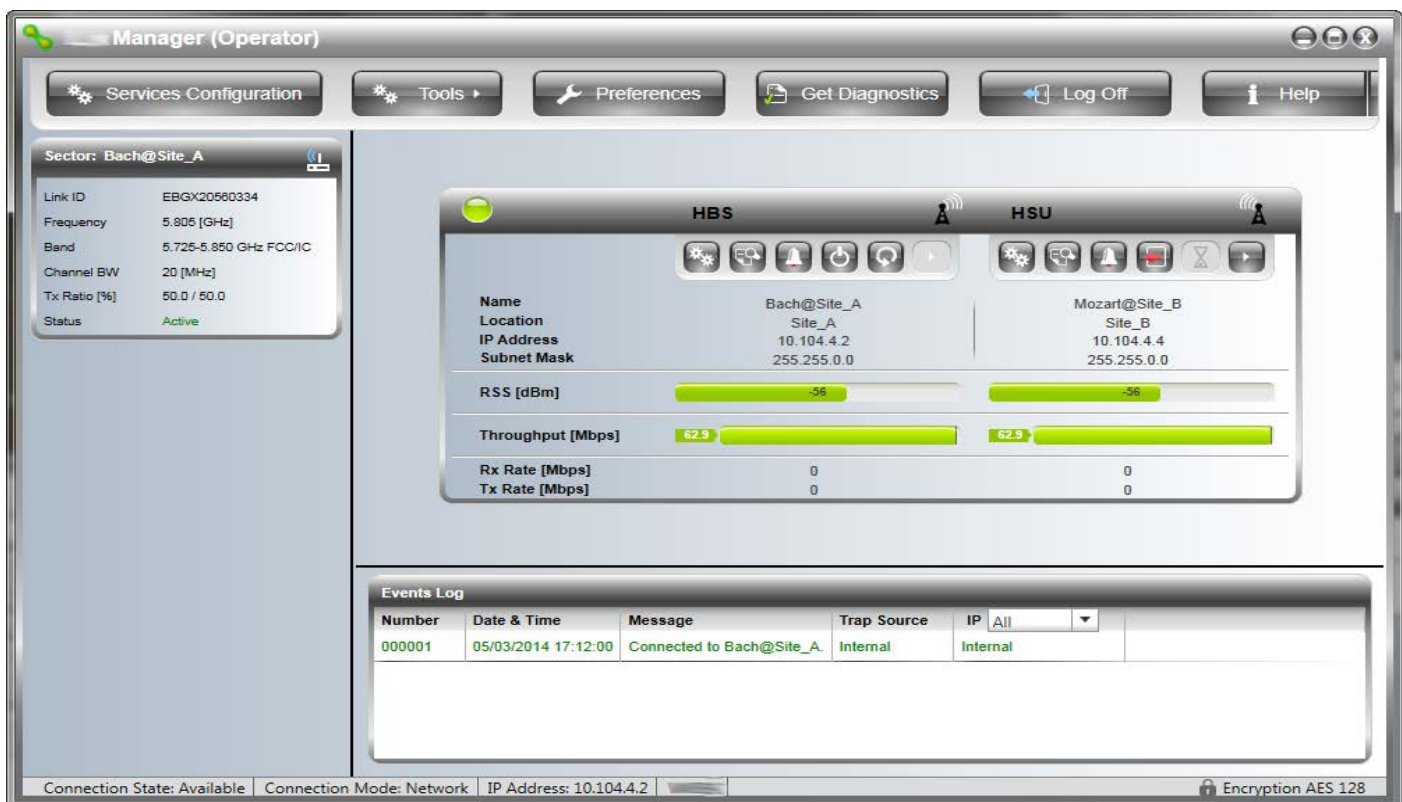 Manager (Operator)
Services Configuration Tools Preferences Get Diagnostics Log Off Help
Sector: Bach@Site_A
Link ID EBGX20560334
Frequency 5.805 [GHz]
Band 5.725-5.850 GHz FCC/IC
Channel BW 20 [MHz]
Tx Ratio [%] 50.0 / 50.0
Status Active
HBS HSU
Name Bach@Site_A Mozart@Site_B
Location Site_A Site_B
IP Address 10.104.4.2 10.104.4.4
Subnet Mask 255.255.0.0 255.255.0.0
RSS [dBm] -56 -56
Throughput [Mbps] 62.9 62.9
Rx Rate [Mbps] 0 0
Tx Rate [Mbps] 0 0
Events Log
Number Date & Time Message Trap Source IP All
000001 05/03/2014 17:12:00 Connected to Bach@Site_A. Internal Internal
Connection State: Available Connection Mode: Network IP Address: 10.104.4.2 Encryption AES 128